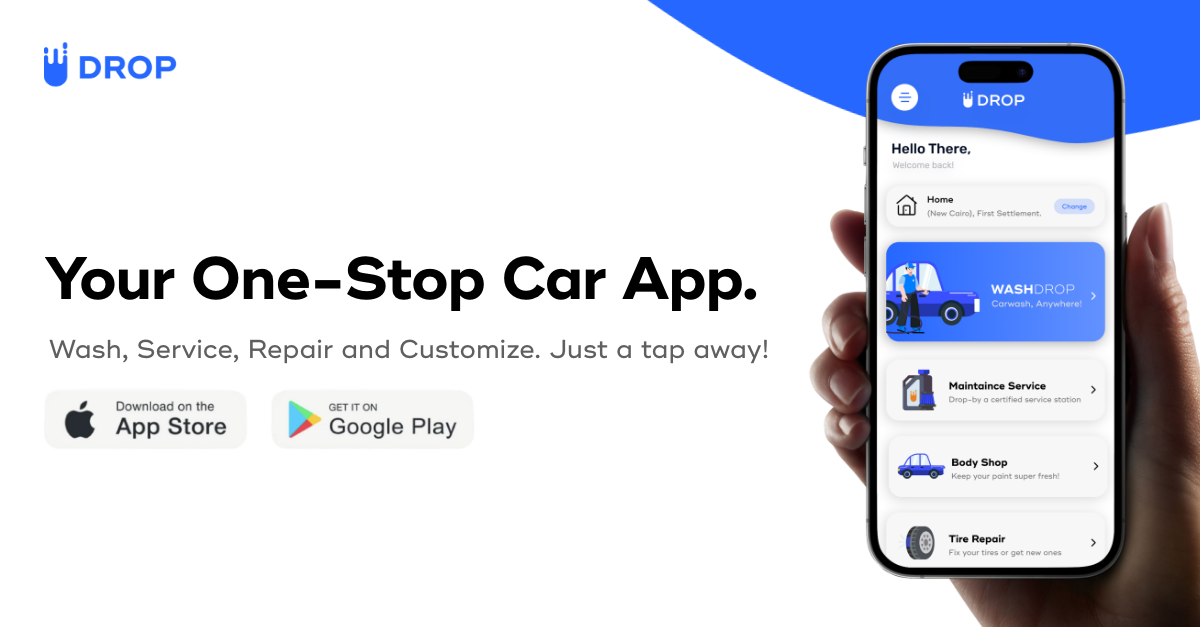 DROP
Your One-Stop Car App.
Wash, Service, Repair and Customize. Just a tap away!
Download on the
App Store
GET IT ON
Google Play
DROP
Hello There,
Welcome back!
Home
(New Cairo), First Settlement.
Change
WASHDROP
Carwash, Anywhere!
Maintaince Service
Drop-by a certified service station
Body Shop
Keep your paint super fresh!
Tire Repair
Fix your tires or get new ones